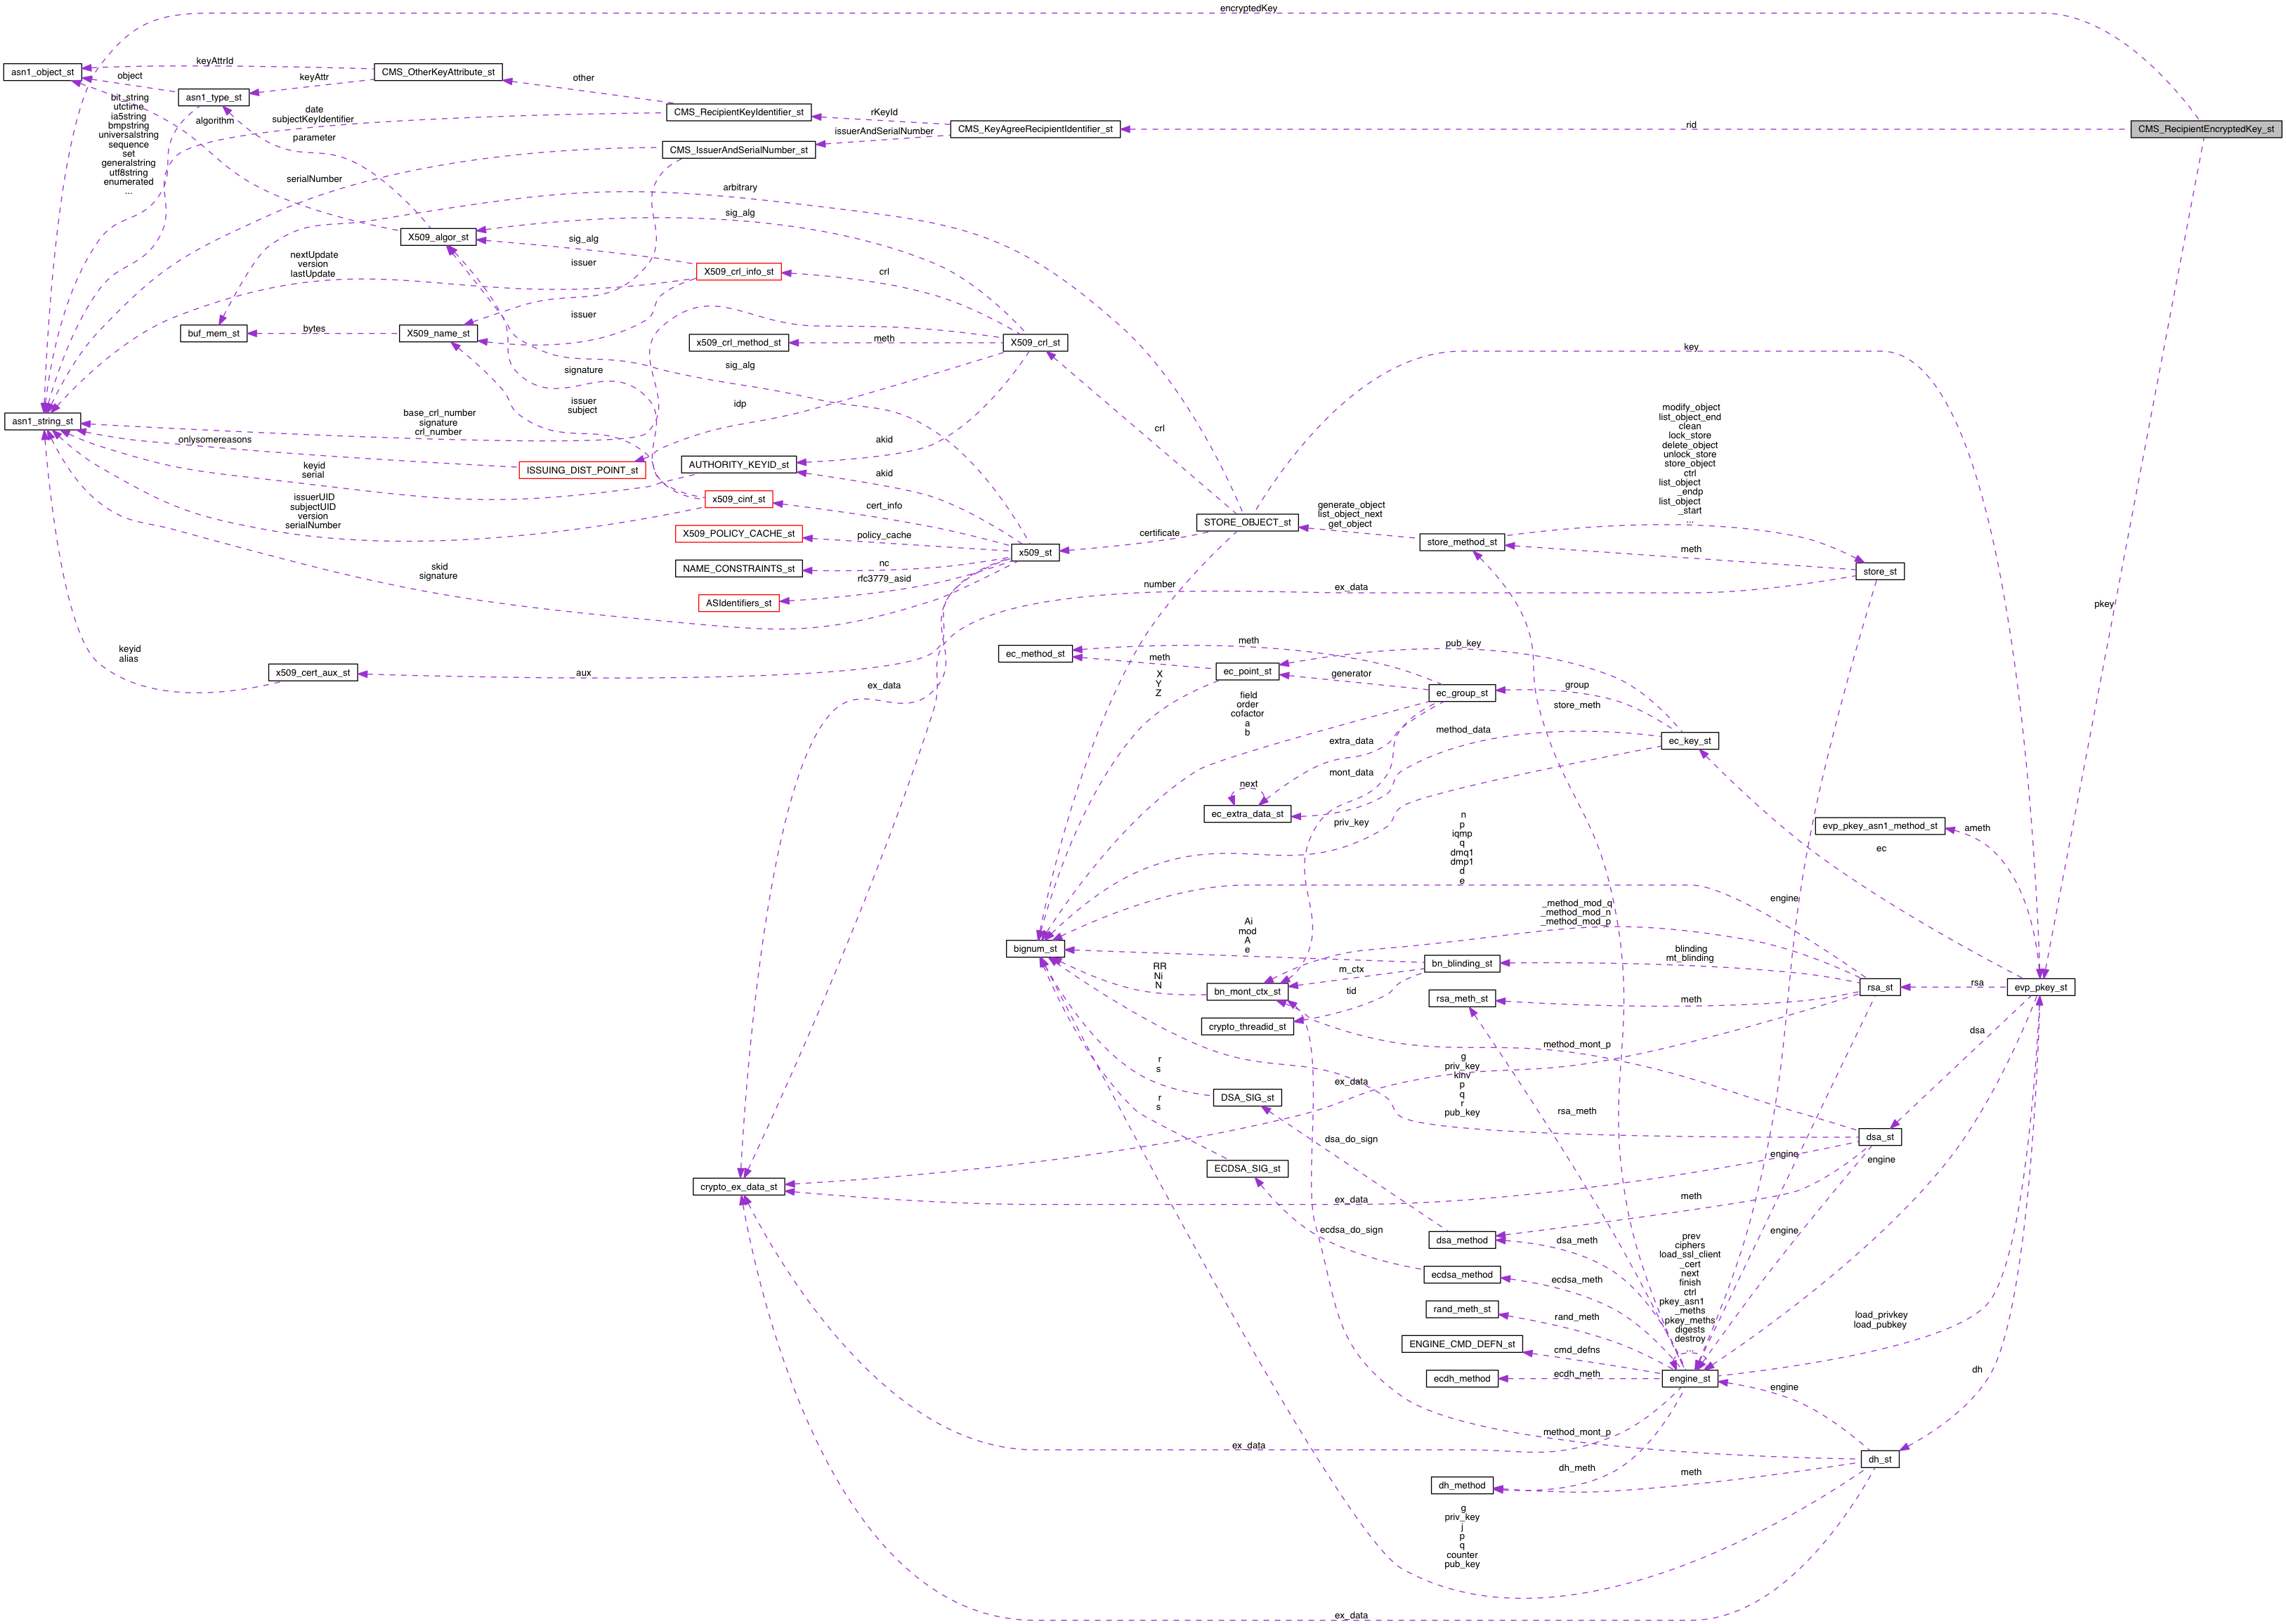 encryptedKey
asn1_object_st
keyAttrId
CMS_OtherKeyAttribute_st
object
keyAttr
other
asn1_type_st
bit_string
utctime
ia5string
bmpstring
universalstring
sequence
set
generalstring
utf8string
enumerated
...
algorithm
date
subjectKeyIdentifier
parameter
CMS_RecipientKeyIdentifier_st
rKeyId
issuerAndSerialNumber
CMS_KeyAgreeRecipientIdentifier_st
rid
CMS_RecipientEncryptedKey_st
CMS_IssuerAndSerialNumber_st
serialNumber
arbitrary
sig_alg
X509_algor_st
sig_alg
issuer
nextUpdate
version
lastUpdate
X509_crl_info_st
crl
buf_mem_st
bytes
X509_name_st
issuer
x509_crl_method_st
meth
X509_crl_st
key
signature
sig_alg
issuer
subject
idp
asn1_string_st
base_crl_number
signature
crl_number
onlysomereasons
akid
crl
modify_object
list_object_end
clean
lock_store
delete_object
unlock_store
store_object
ctrl
list_object
_endp
list_object
_start
...
keyid
serial
ISSUING_DIST_POINT_st
AUTHORITY_KEYID_st
akid
issuerUID
subjectUID
version
serialNumber
x509_cinf_st
cert_info
generate_object
list_object_next
get_object
STORE_OBJECT_st
X509_POLICY_CACHE_st
policy_cache
certificate
store_method_st
meth
x509_st
skid
signature
NAME_CONSTRAINTS_st
nc
rfc3779_asid
store_st
number
ex_data
ASIdentifiers_st
pkey
keyid
alias
x509_cert_aux_st
aux
ex_data
ec_method_st
meth
meth
X
Y
Z
pub_key
ec_point_st
generator
ec_group_st
group
store_meth
field
order
cofactor
a
b
extra_data
method_data
ec_key_st
mont_data
next
ec_extra_data_st
priv_key
n
p
iqmp
q
dmq1
dmp1
d
e
evp_pkey_asn1_method_st
ameth
ec
engine
_method_mod_q
_method_mod_n
_method_mod_p
Ai
mod
A
e
bignum_st
bn_blinding_st
blinding
mt_blinding
RR
Ni
N
m_ctx
tid
bn_mont_ctx_st
rsa_meth_st
meth
rsa_st
rsa
evp_pkey_st
crypto_threadid_st
dsa
method_mont_p
r
s
g
priv_key
kinv
p
q
r
pub_key
ex_data
DSA_SIG_st
r
s
rsa_meth
dsa_do_sign
dsa_st
ECDSA_SIG_st
engine
engine
crypto_ex_data_st
ex_data
meth
ecdsa_do_sign
dsa_method
dsa_meth
engine
prev
ciphers
load_ssl_client
_cert
next
finish
ctrl
pkey_asn1
_meths
pkey_meths
digests
destroy
...
ecdsa_method
ecdsa_meth
rand_meth_st
rand_meth
load_privkey
load_pubkey
ENGINE_CMD_DEFN_st
cmd_defns
ecdh_method
ecdh_meth
engine_st
engine
dh
method_mont_p
ex_data
dh_st
dh_meth
meth
dh_method
g
priv_key
j
p
q
counter
pub_key
ex_data